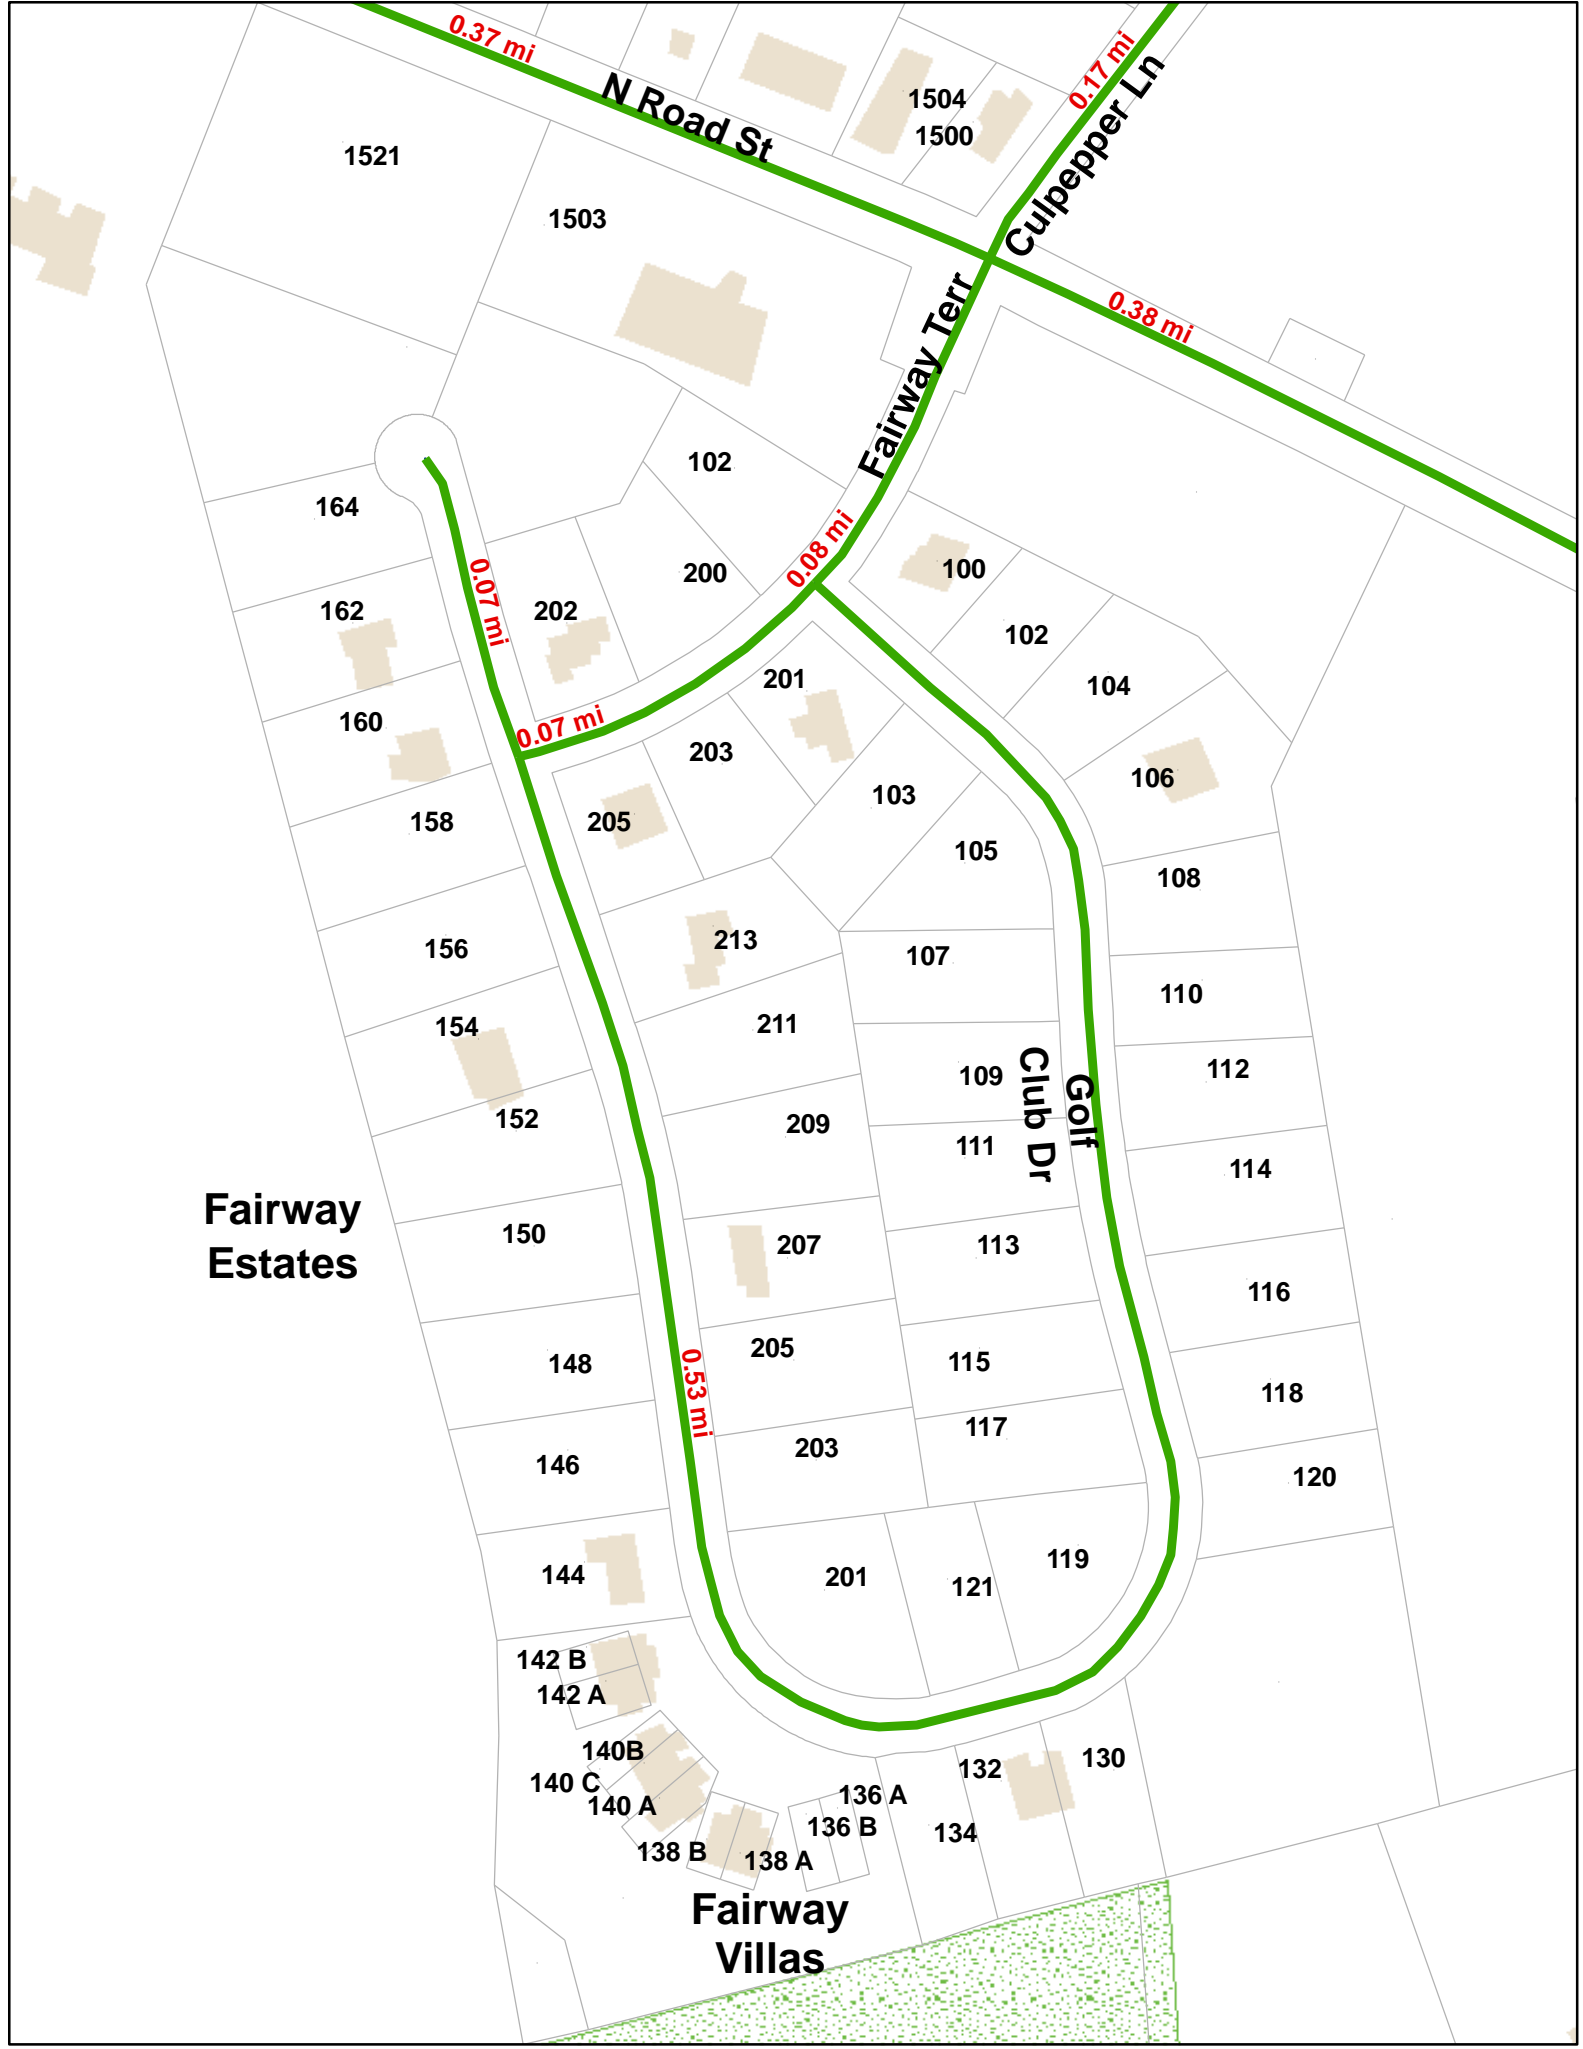 0.37 mi
N Road St
1504
1500
0.17 mi
Culpepper Ln
1521
1503
0.38 mi
Fairway Terr
102
164
0.08 mi
100
200
0.07 mi
162
202
102
201
104
160
0.07 mi
203
106
103
158
205
105
108
156
213
107
110
154
211
109
Golf
Club Dr
112
152
209
111
114
Fairway
Estates
150
207
113
116
148
205
115
0.53 mi
118
146
203
117
120
144
201
121
119
142 B
142 A
140B
140 C
140 A
138 B
138 A
136 A
136 B
132
134
130
Fairway
Villas